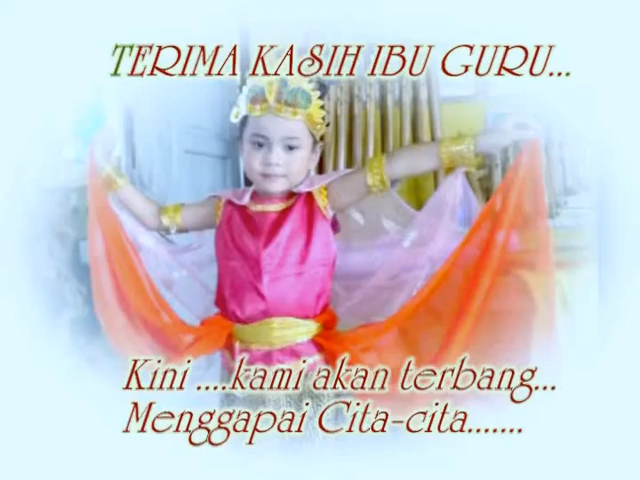 TERIMA KASIH IBU GURU...
Kini ....kami akan terbang...
Menggapai Cita-cita.......